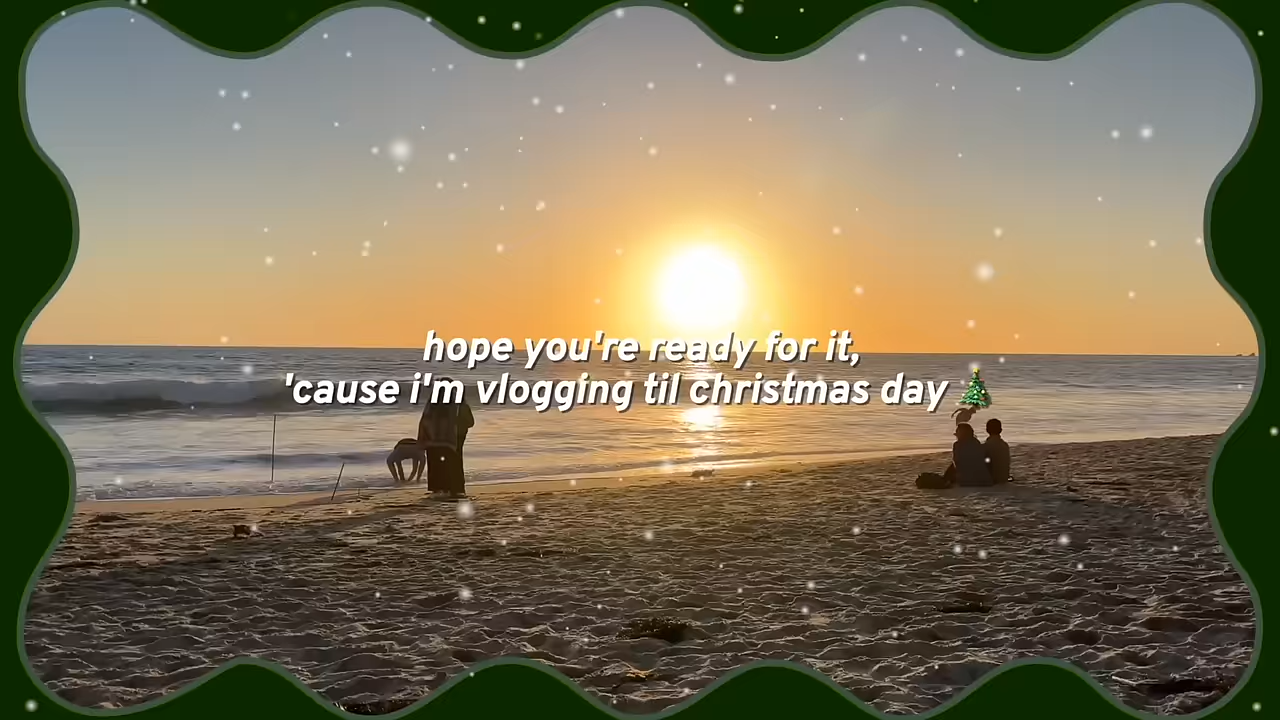 hope you're ready for it,
'cause i'm vlogging til christmas day 🎄